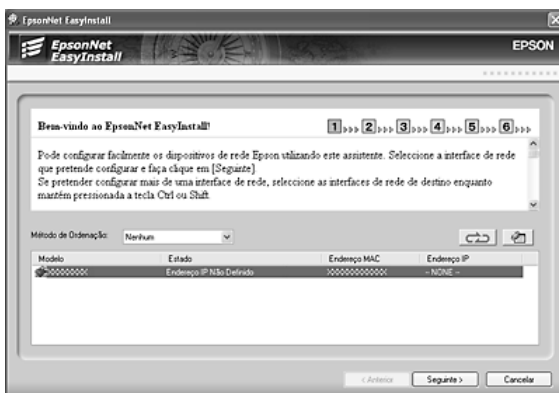 EpsonNet EasyInstall
EpsonNet
EasyInstall
EPSON
Bem-vindo ao EpsonNet EasyInstall!
1 >>> 2 >>> 3 >>> 4 >>> 5 >>> 6 >>>
Pode configurar facilmente os dispositivos de rede Epson utilizando este assistente. Seleccione a interface de rede
que pretende configurar e faça clique em [Seguinte]
Se pretender configurar mais de uma interface de rede, seleccione as interfaces de rede de destino enquanto
mantém pressionada a tecla Ctrl ou Shift
Método de Ordenação: Nenhum
Modelo Estado Endereço MAC Endereço IP
XXXXXXXX Endereço IP Não Definido XXXXXXXXXXXX -- NONE --
< Anterior Seguinte > Cancelar